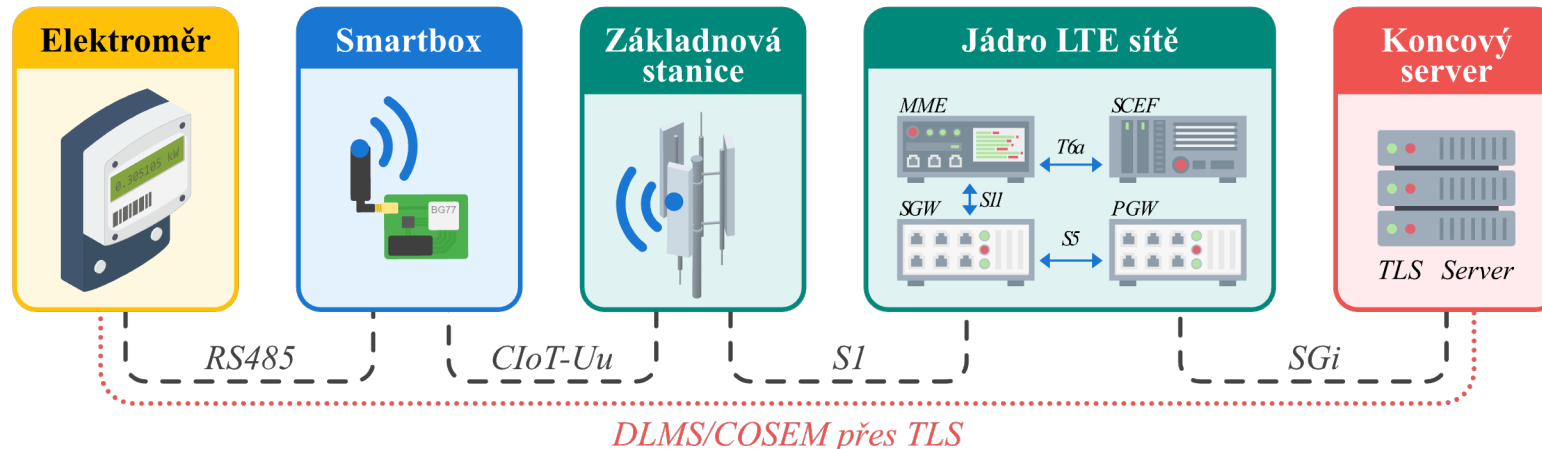 Elektroměr
Smartbox
Základnová
stanice
Jádro LTE sítě
Koncový
server
0.305105 kW
BG77
MME
SCEF
T6a
S11
SGW
PGW
S5
TLS Server
RS485
CIoT-Uu
S1
SGi
DLMS/COSEM přes TLS